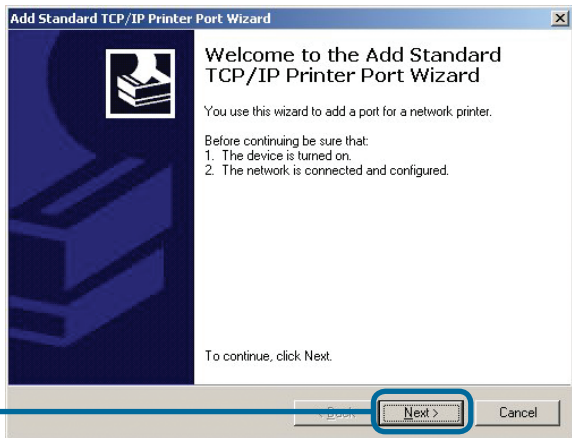 Add Standard TCP/IP Printer Port Wizard
Welcome to the Add Standard
TCP/IP Printer Port Wizard
You use this wizard to add a port for a network printer.
Before continuing be sure that:
1. The device is turned on.
2. The network is connected and configured.
To continue, click Next.
< Back
Next >
Cancel